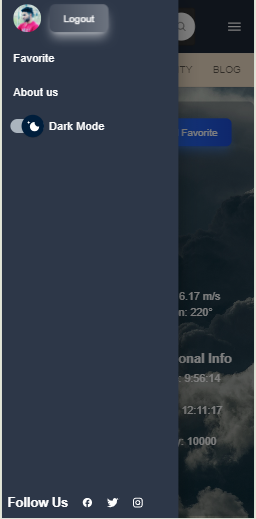 Logout
Favorite
About us
Dark Mode
TY BLOG
Favorite
6.17 m/s
n: 220°
onal Info
: 9:56:14
12:11:17
y: 10000
Follow Us